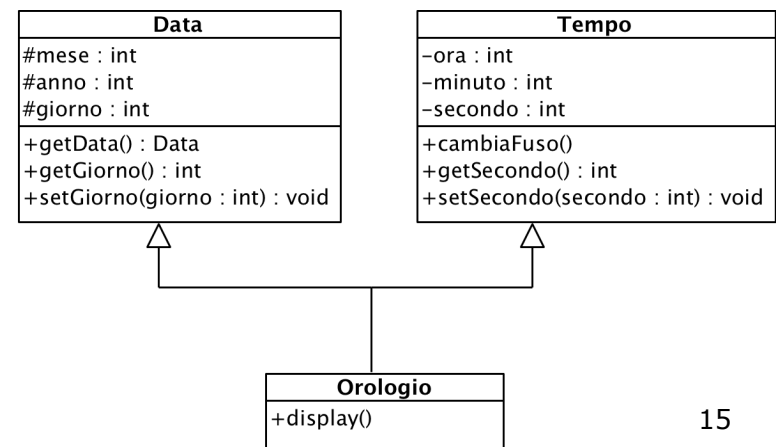 Data
#mese : int
#anno : int
#giorno : int
+getData() : Data
+getGiorno() : int
+setGiorno(giorno : int) : void
Tempo
-ora : int
-minuto : int
-secondo : int
+cambiaFuso()
+getSecondo() : int
+setSecondo(secondo : int) : void
Orologio
+display()
15